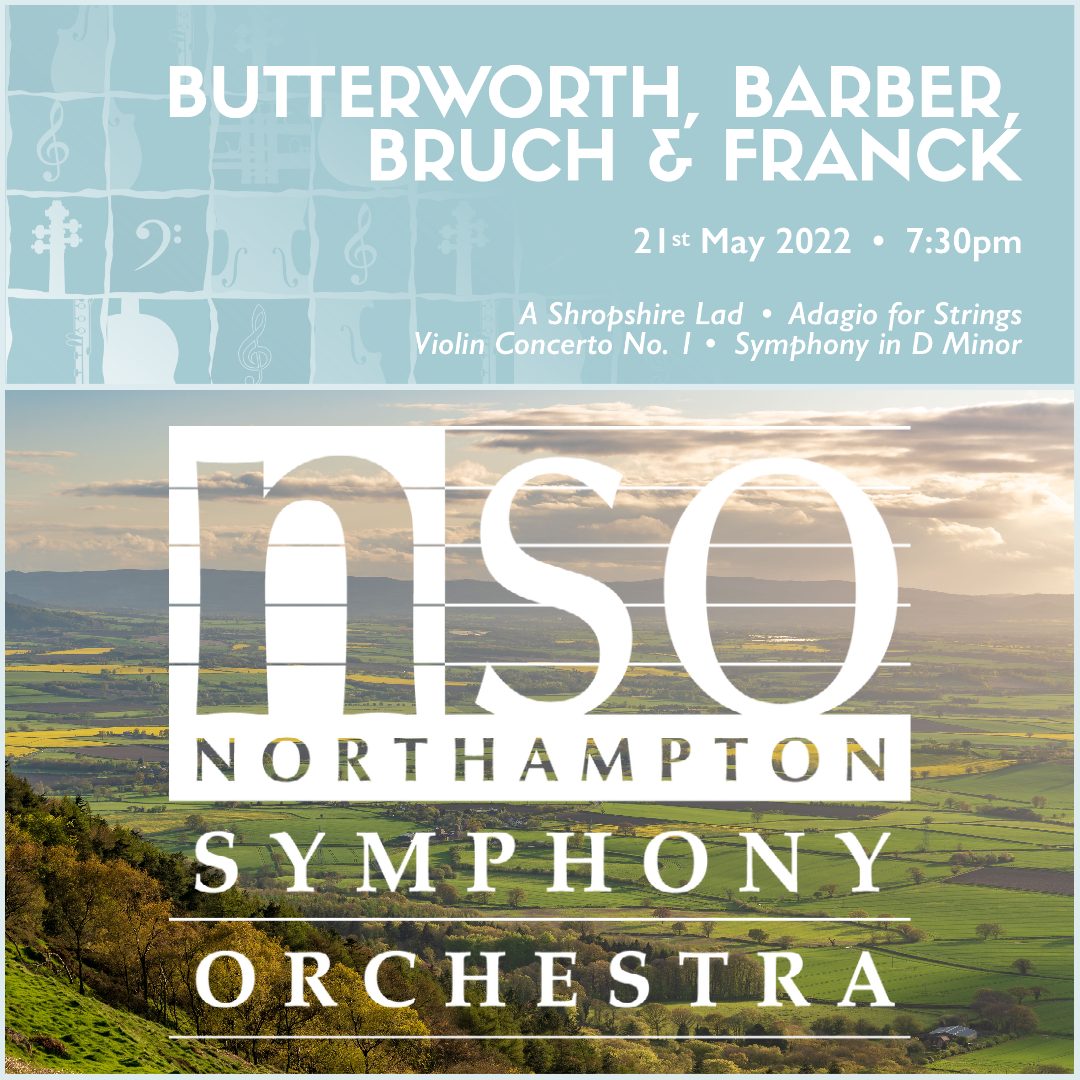 BUTTERWORTH, BARBER,
BRUCH & FRANCK
21st May 2022 • 7:30pm
A Shropshire Lad • Adagio for Strings
Violin Concerto No. 1 • Symphony in D Minor
nso
NORTHAMPTON
SYMPHONY
ORCHESTRA